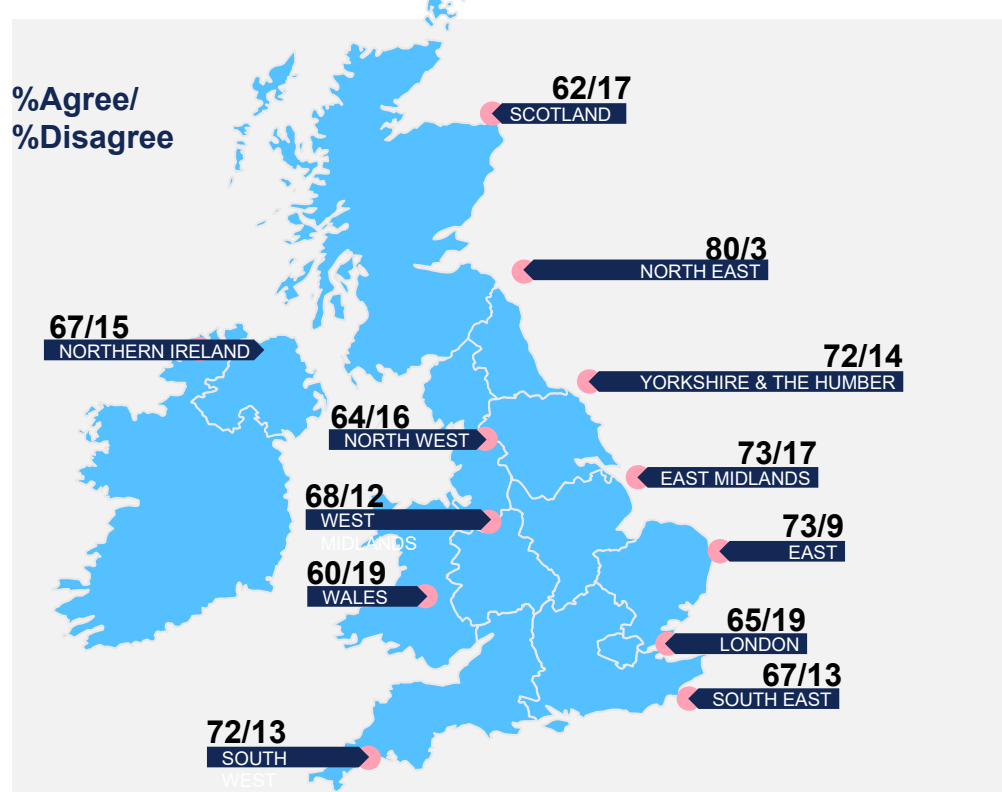 %Agree/
%Disagree
62/17
SCOTLAND
80/3
NORTH EAST
67/15
NORTHERN IRELAND
72/14
YORKSHIRE & THE HUMBER
64/16
NORTH WEST
73/17
EAST MIDLANDS
68/12
WEST
MIDLANDS
73/9
EAST
60/19
WALES
65/19
LONDON
67/13
SOUTH EAST
72/13
SOUTH
WEST